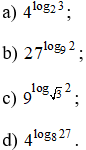 a) 4^{log_2 3};
b) 27^{log_9 2};
c) 9^{log_{√3} 2};
d) 4^{log_8 27}.